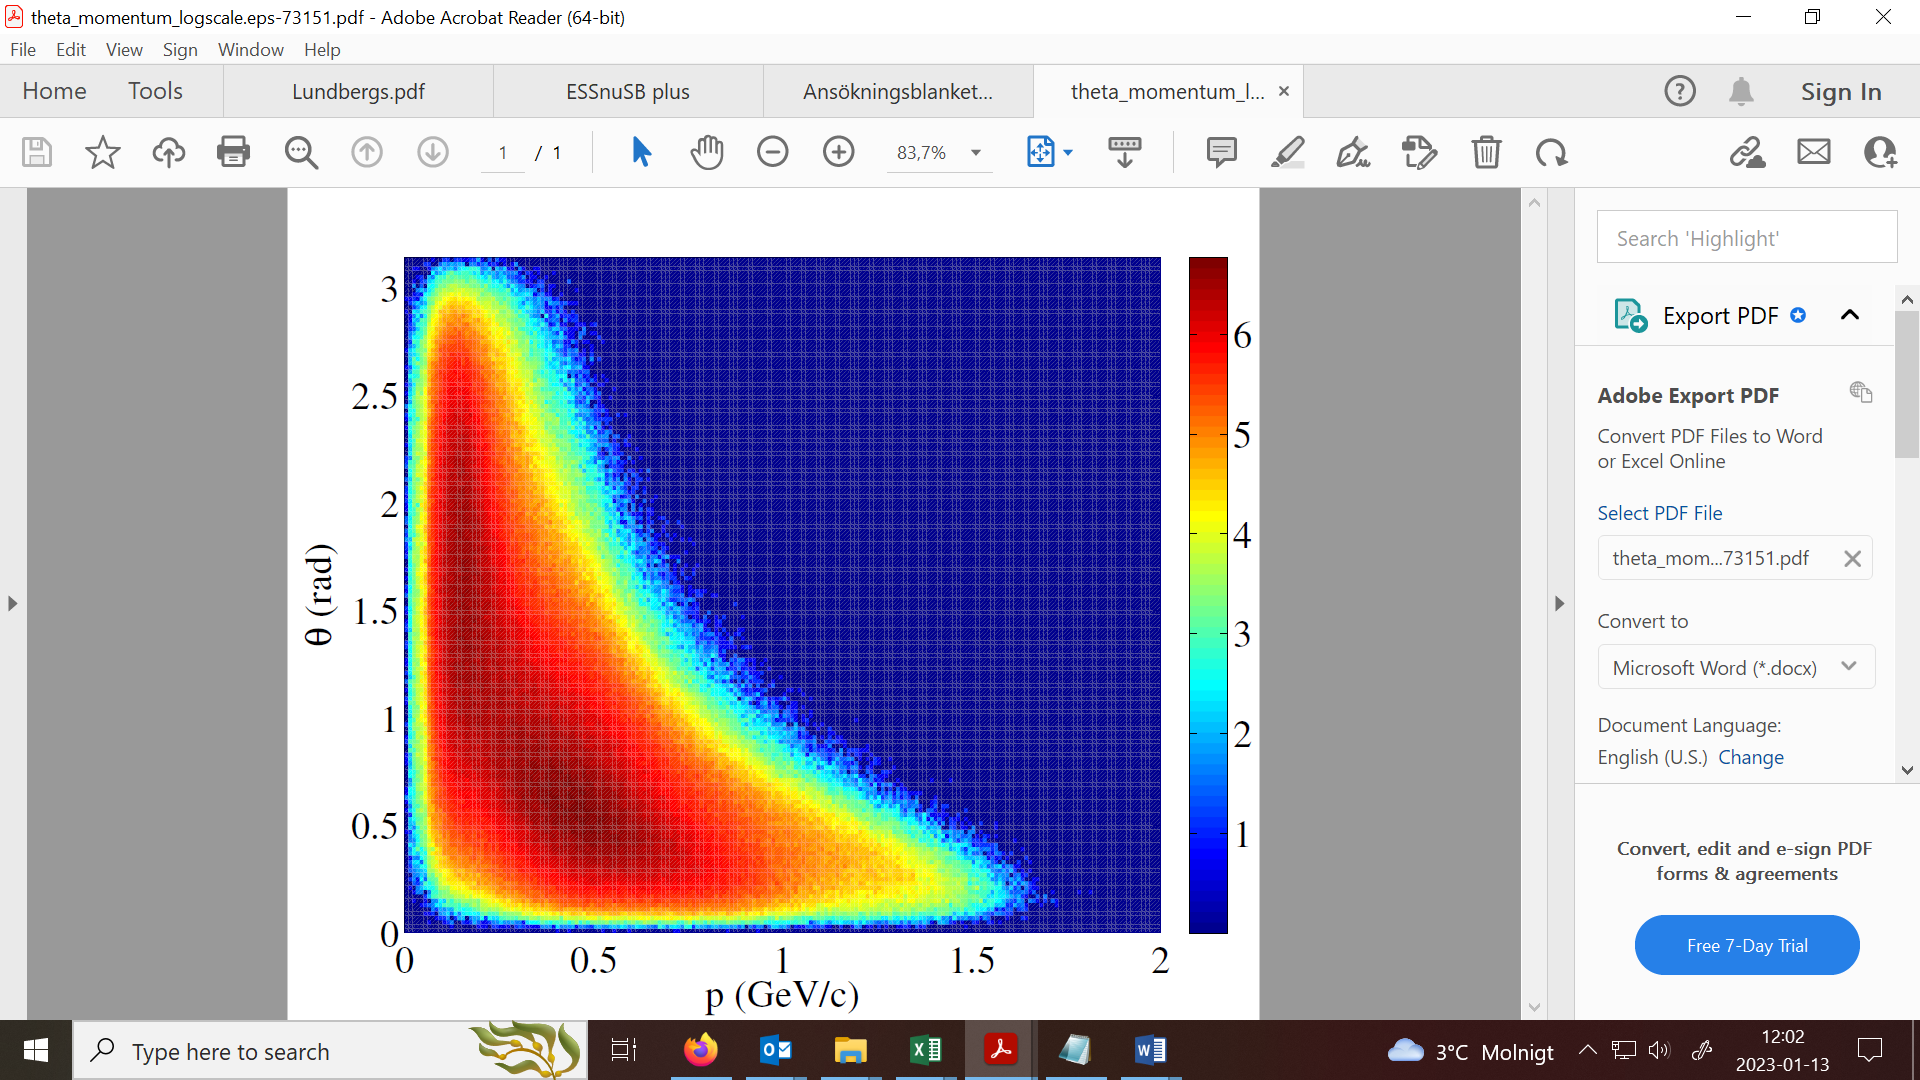 theta_momentum_logscale.eps-73151.pdf - Adobe Acrobat Reader (64-bit)
File Edit View Sign Window Help
Home Tools Lundbergs.pdf ESSnuSB plus Ansökningsblanket... theta_momentum_l... × Sign In
1 / 1 83,7%
Search 'Highlight'
Export PDF
Adobe Export PDF
Convert PDF Files to Word
or Excel Online
Select PDF File
theta_mom...73151.pdf
Convert to
Microsoft Word (*.docx)
Document Language:
English (U.S.) Change
Convert, edit and e-sign PDF
forms & agreements
Free 7-Day Trial
3
2.5
2
1.5
1
0.5
0
θ (rad)
0 0.5 1 1.5 2
p (GeV/c)
6
5
4
3
2
1
Type here to search
3°C Molnigt
12:02
2023-01-13